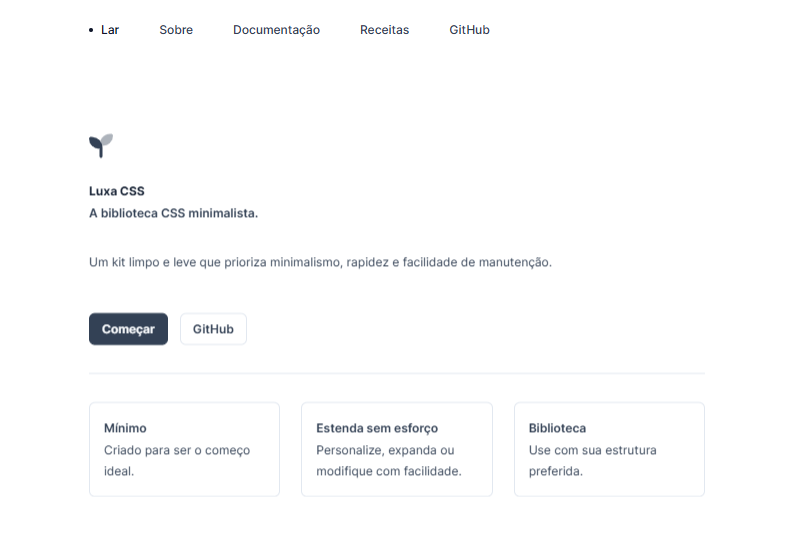 Lar Sobre Documentação Receitas GitHub
Luxa CSS
A biblioteca CSS minimalista.
Um kit limpo e leve que prioriza minimalismo, rapidez e facilidade de manutenção.
Começar GitHub
Mínimo
Criado para ser o começo
ideal.
Estenda sem esforço
Personalize, expanda ou
modifique com facilidade.
Biblioteca
Use com sua estrutura
preferida.